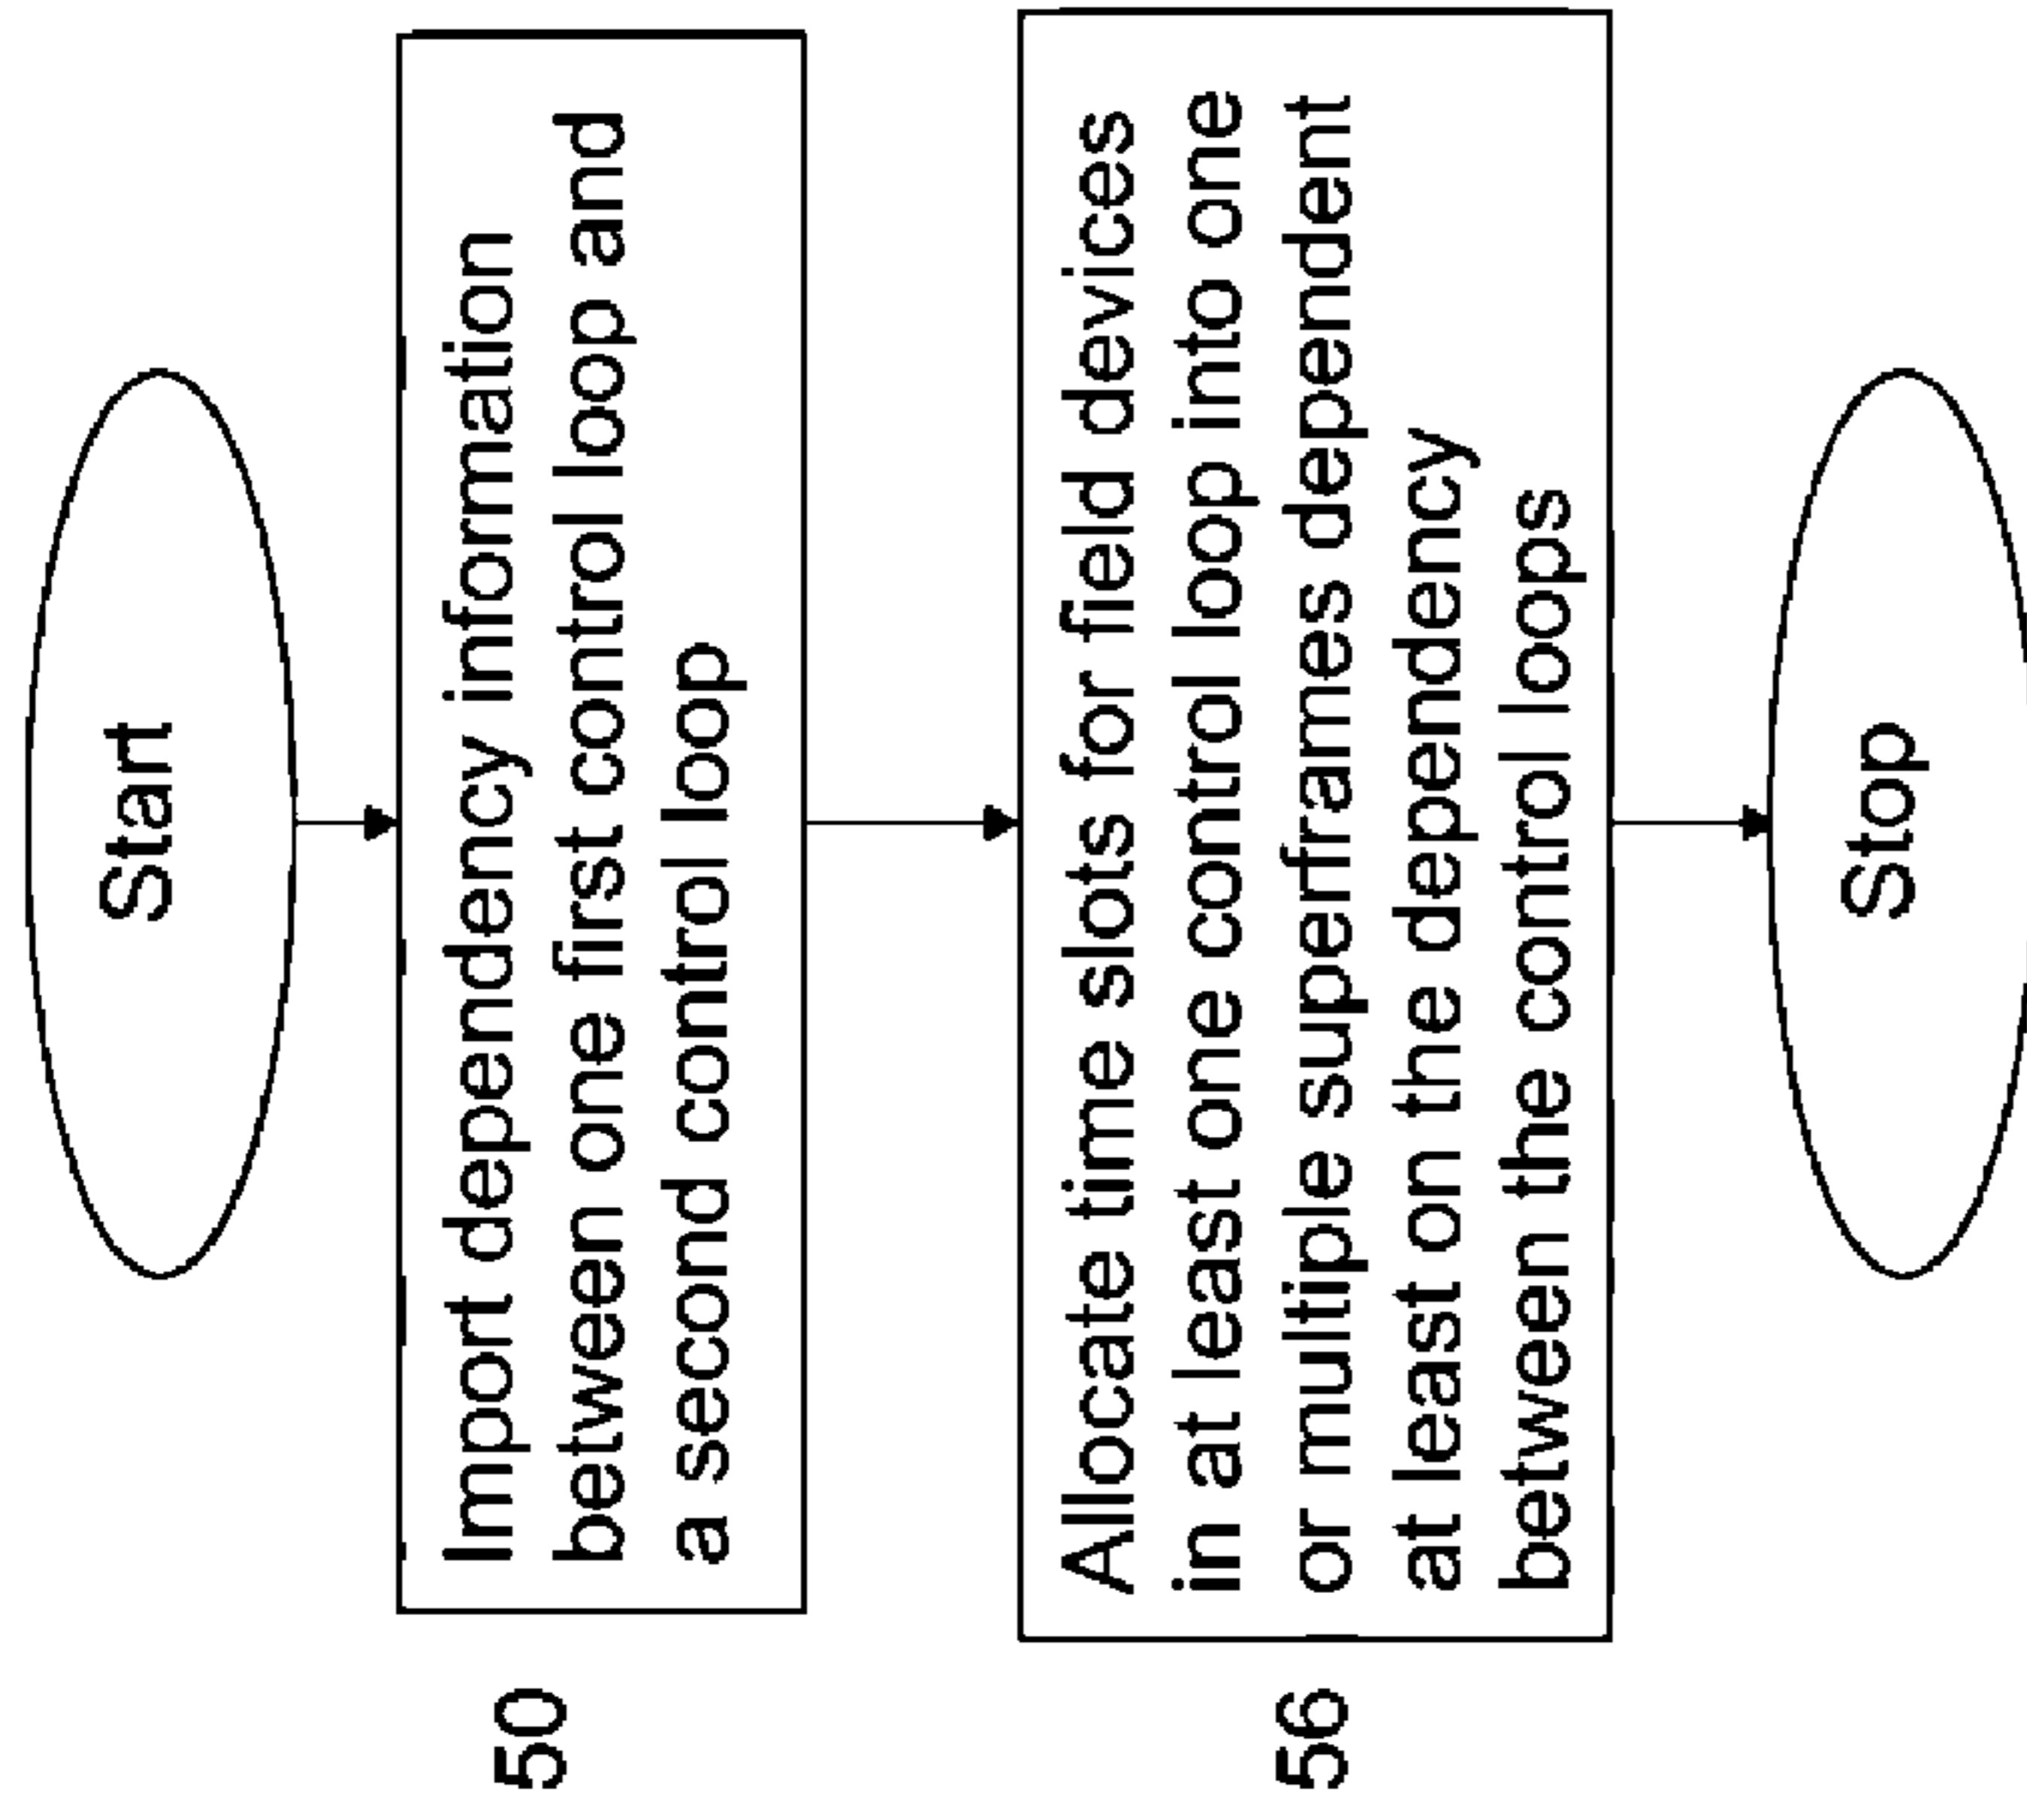 Start
50
Import dependency information
between one first control loop and
a second control loop
56
Allocate time slots for field devices
in at least one control loop into one
or multiple superframes dependent
at least on the dependency
between the control loops
Stop